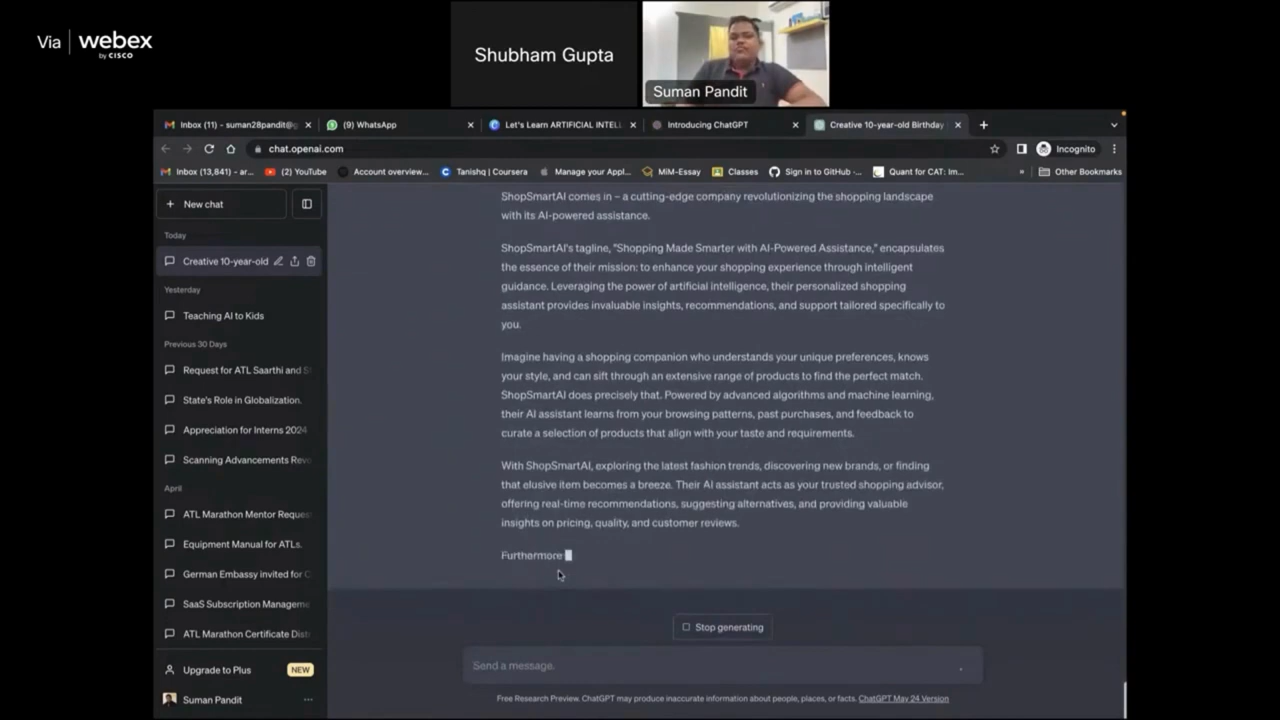 Via webex
by CISCO
Shubham Gupta
Suman Pandit
Inbox (11) - suman28pandit@g
(9) WhatsApp
Let's Learn ARTIFICIAL INTEL
Introducing ChatGPT
Creative 10-year-old Birthday
chat.openai.com
Incognito
Inbox (13,841) - ar...
(2) YouTube
Account overview...
Tanishq | Coursera
Manage your Appl...
MiM-Essay
Classes
Sign in to GitHub ·...
Quant for CAT: Im...
»
Other Bookmarks
New chat
Today
Creative 10-year-old
Yesterday
Teaching AI to Kids
Previous 30 Days
Request for ATL Saarthi and S
State's Role in Globalization.
Appreciation for Interns 2024
Scanning Advancements Revo
April
ATL Marathon Mentor Reques
Equipment Manual for ATLs.
German Embassy invited for C
SaaS Subscription Manageme
ATL Marathon Certificate Distr
Upgrade to Plus NEW
Suman Pandit
ShopSmartAI comes in – a cutting-edge company revolutionizing the shopping landscape
with its AI-powered assistance.
ShopSmartAI's tagline, "Shopping Made Smarter with AI-Powered Assistance," encapsulates
the essence of their mission: to enhance your shopping experience through intelligent
guidance. Leveraging the power of artificial intelligence, their personalized shopping
assistant provides invaluable insights, recommendations, and support tailored specifically to
you.
Imagine having a shopping companion who understands your unique preferences, knows
your style, and can sift through an extensive range of products to find the perfect match.
ShopSmartAI does precisely that. Powered by advanced algorithms and machine learning,
their AI assistant learns from your browsing patterns, past purchases, and feedback to
curate a selection of products that align with your taste and requirements.
With ShopSmartAI, exploring the latest fashion trends, discovering new brands, or finding
that elusive item becomes a breeze. Their AI assistant acts as your trusted shopping advisor,
offering real-time recommendations, suggesting alternatives, and providing valuable
insights on pricing, quality, and customer reviews.
Furthermore
Stop generating
Send a message.
Free Research Preview. ChatGPT may produce inaccurate information about people, places, or facts. ChatGPT May 24 Version